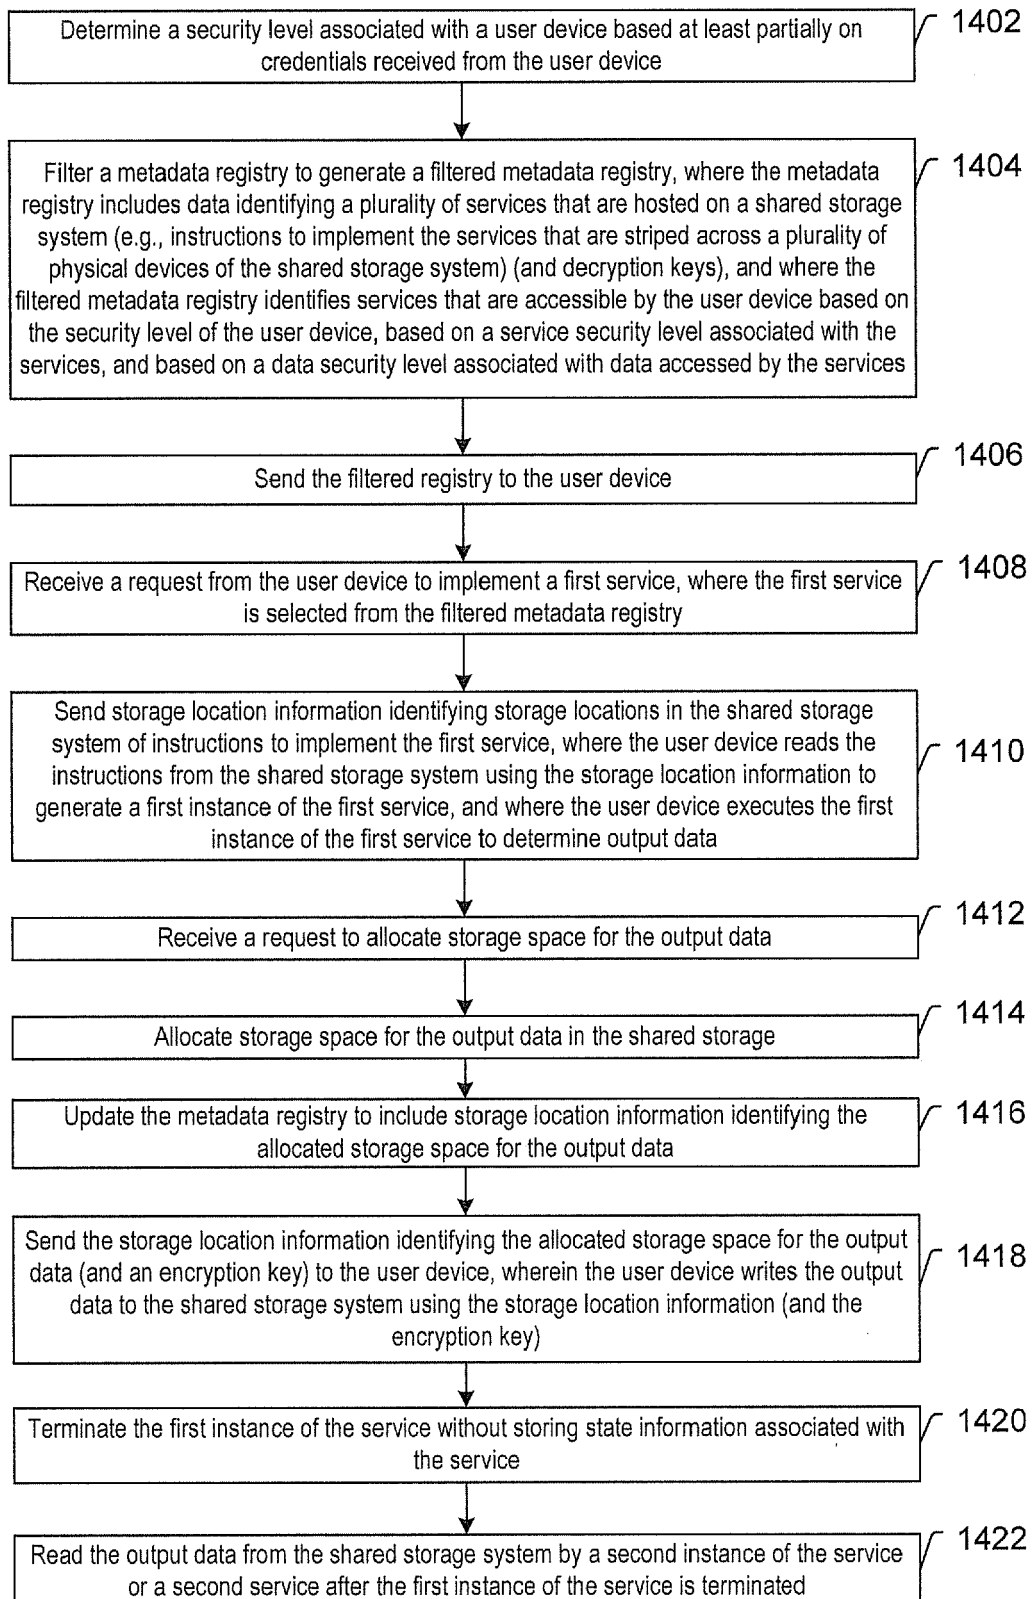 Determine a security level associated with a user device based at least partially on
credentials received from the user device
1402
Filter a metadata registry to generate a filtered metadata registry, where the metadata
registry includes data identifying a plurality of services that are hosted on a shared storage
system (e.g., instructions to implement the services that are striped across a plurality of
physical devices of the shared storage system) (and decryption keys), and where the
filtered metadata registry identifies services that are accessible by the user device based on
the security level of the user device, based on a service security level associated with the
services, and based on a data security level associated with data accessed by the services
1404
Send the filtered registry to the user device
1406
Receive a request from the user device to implement a first service, where the first service
is selected from the filtered metadata registry
1408
Send storage location information identifying storage locations in the shared storage
system of instructions to implement the first service, where the user device reads the
instructions from the shared storage system using the storage location information to
generate a first instance of the first service, and where the user device executes the first
instance of the first service to determine output data
1410
Receive a request to allocate storage space for the output data
1412
Allocate storage space for the output data in the shared storage
1414
Update the metadata registry to include storage location information identifying the
allocated storage space for the output data
1416
Send the storage location information identifying the allocated storage space for the output
data (and an encryption key) to the user device, wherein the user device writes the output
data to the shared storage system using the storage location information (and the
encryption key)
1418
Terminate the first instance of the service without storing state information associated with
the service
1420
Read the output data from the shared storage system by a second instance of the service
or a second service after the first instance of the service is terminated
1422